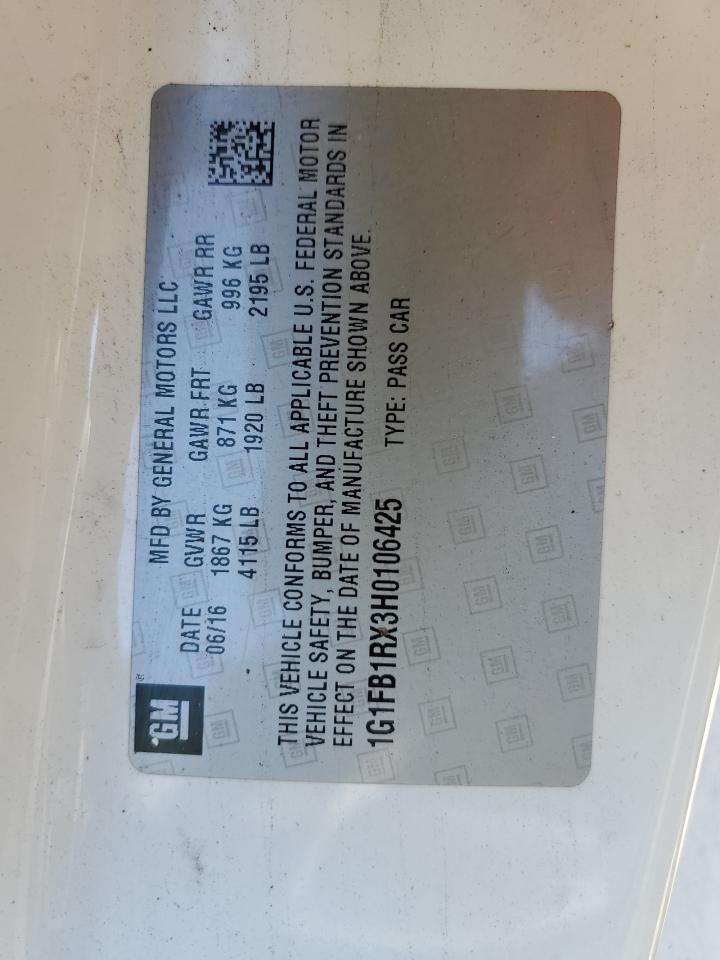 GM®
MFD BY GENERAL MOTORS LLC
DATE GVWR GAWR FRT GAWR RR
06/16 1867 KG 871 KG 996 KG
4115 LB 1920 LB 2195 LB
THIS VEHICLE CONFORMS TO ALL APPLICABLE U.S. FEDERAL MOTOR
VEHICLE SAFETY, BUMPER, AND THEFT PREVENTION STANDARDS IN
EFFECT ON THE DATE OF MANUFACTURE SHOWN ABOVE.
1G1FB1RX3H0106425 TYPE: PASS CAR